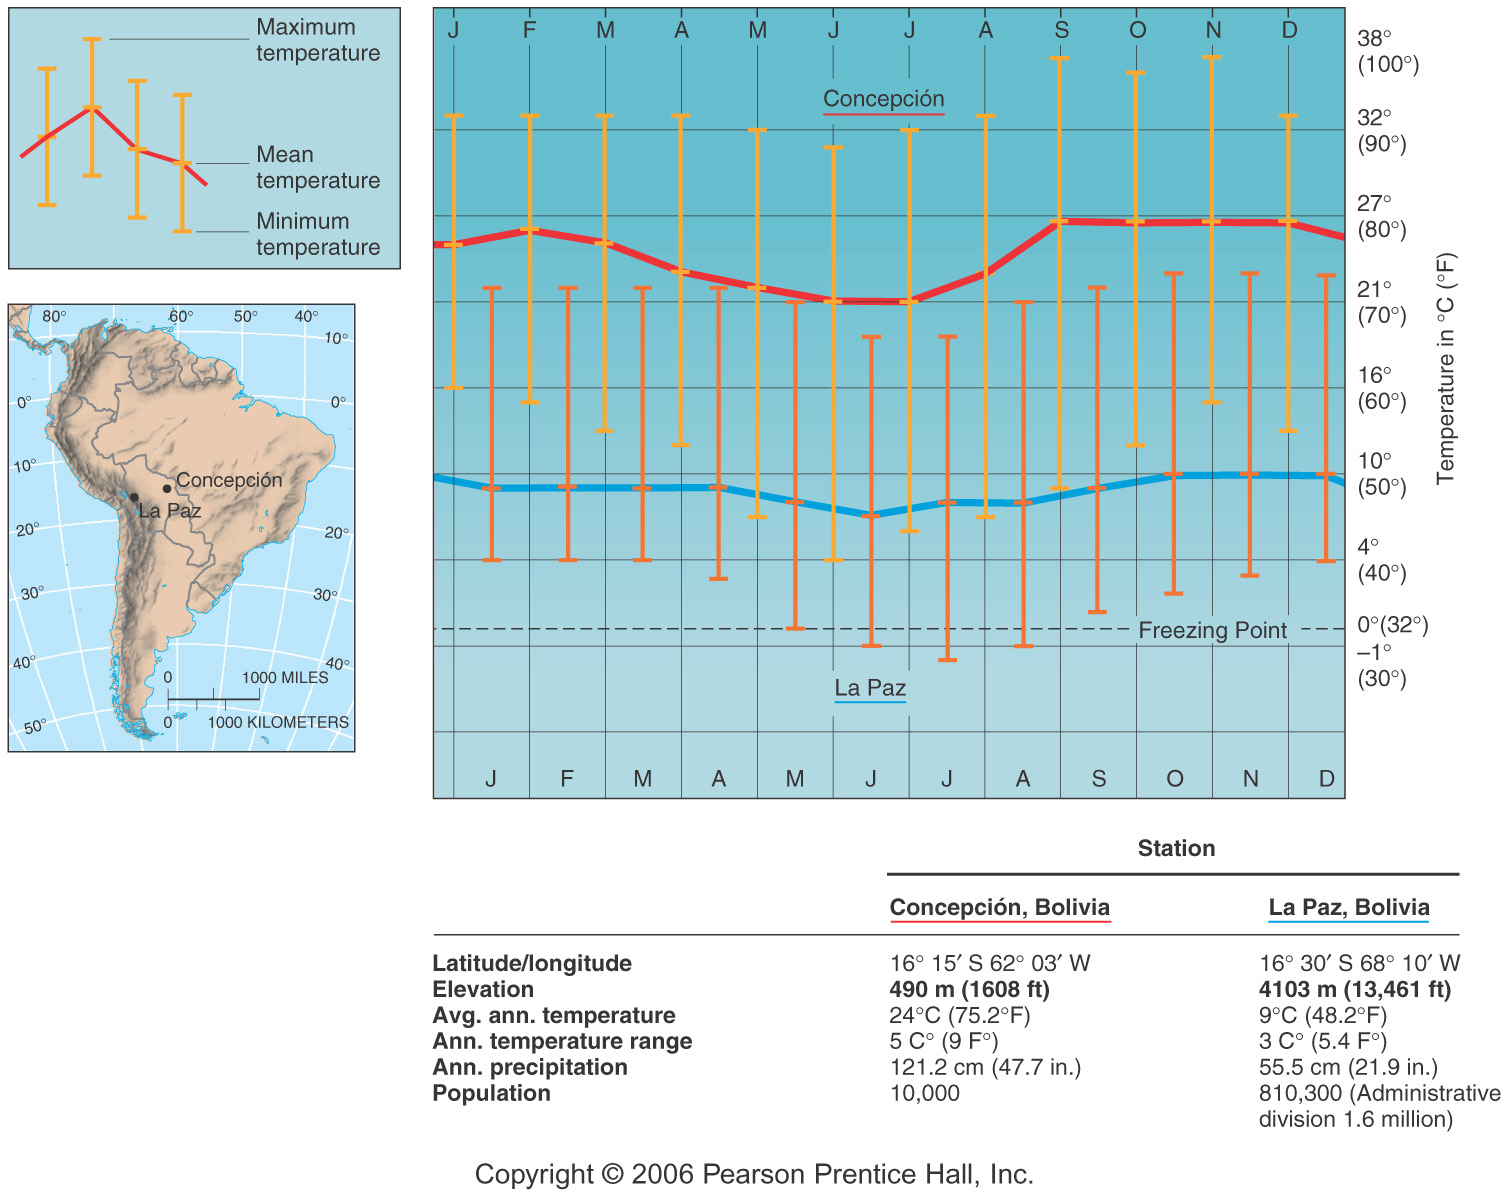 Maximum
temperature
Mean
temperature
Minimum
temperature
J F M A M J J A S O N D
Concepción
38°
(100°)
32°
(90°)
27°
(80°)
21°
(70°)
16°
(60°)
10°
(50°)
4°
(40°)
0°(32°)
–1°
(30°)
Temperature in °C (°F)
Freezing Point
La Paz
J F M A M J J A S O N D
80° 60° 50° 40°
10°
0° 0°
10°
Concepción
La Paz
20° 20°
30° 30°
40° 40°
50°
0 1000 MILES
0 1000 KILOMETERS
Station
Concepción, Bolivia La Paz, Bolivia
Latitude/longitude 16° 15′ S 62° 03′ W 16° 30′ S 68° 10′ W
Elevation 490 m (1608 ft) 4103 m (13,461 ft)
Avg. ann. temperature 24°C (75.2°F) 9°C (48.2°F)
Ann. temperature range 5 C° (9 F°) 3 C° (5.4 F°)
Ann. precipitation 121.2 cm (47.7 in.) 55.5 cm (21.9 in.)
Population 10,000 810,300 (Administrative
division 1.6 million)
Copyright © 2006 Pearson Prentice Hall, Inc.